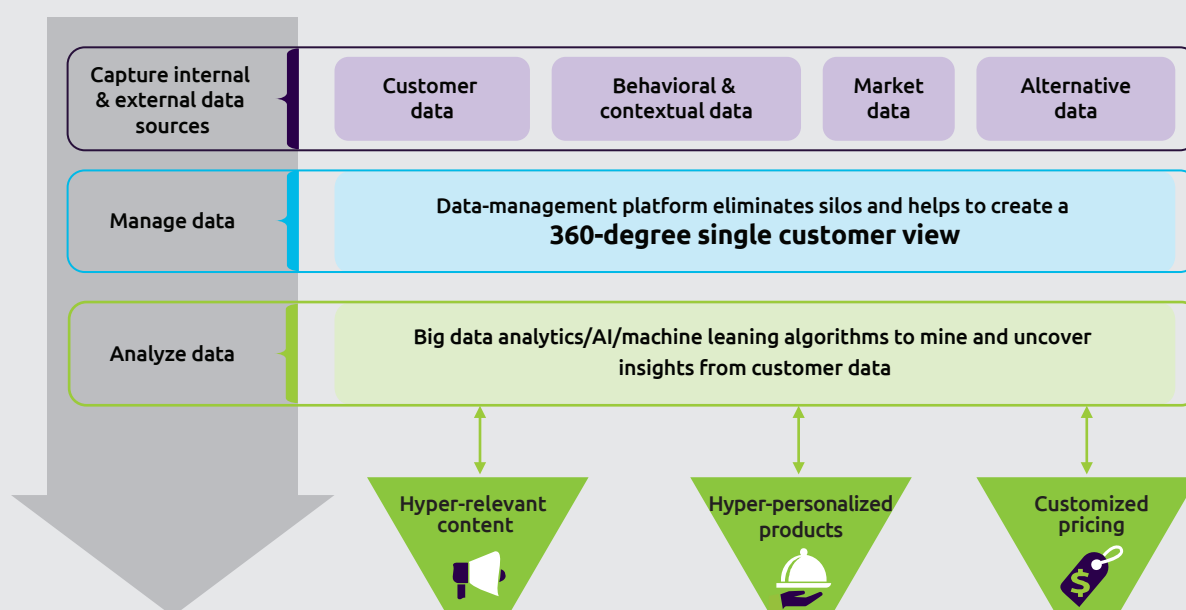 Capture internal
& external data
sources
Customer
data
Behavioral &
contextual data
Market
data
Alternative
data
Manage data
Data-management platform eliminates silos and helps to create a
360-degree single customer view
Analyze data
Big data analytics/AI/machine leaning algorithms to mine and uncover
insights from customer data
Hyper-relevant
content
Hyper-personalized
products
Customized
pricing
$